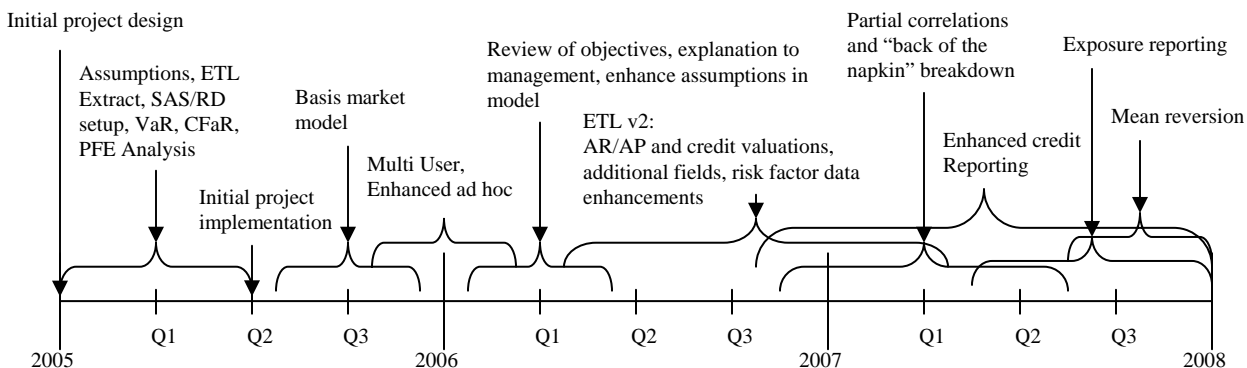 Initial project design
Assumptions, ETL
Extract, SAS/RD
setup, VaR, CFaR,
PFE Analysis
Initial project
implementation
Basis market
model
Multi User,
Enhanced ad hoc
Review of objectives, explanation to
management, enhance assumptions in
model
ETL v2:
AR/AP and credit valuations,
additional fields, risk factor data
enhancements
Partial correlations
and “back of the
napkin” breakdown
Enhanced credit
Reporting
Exposure reporting
Mean reversion
Q1 Q2 Q3 Q1 Q2 Q3 Q1 Q2 Q3
2005 2006 2007 2008